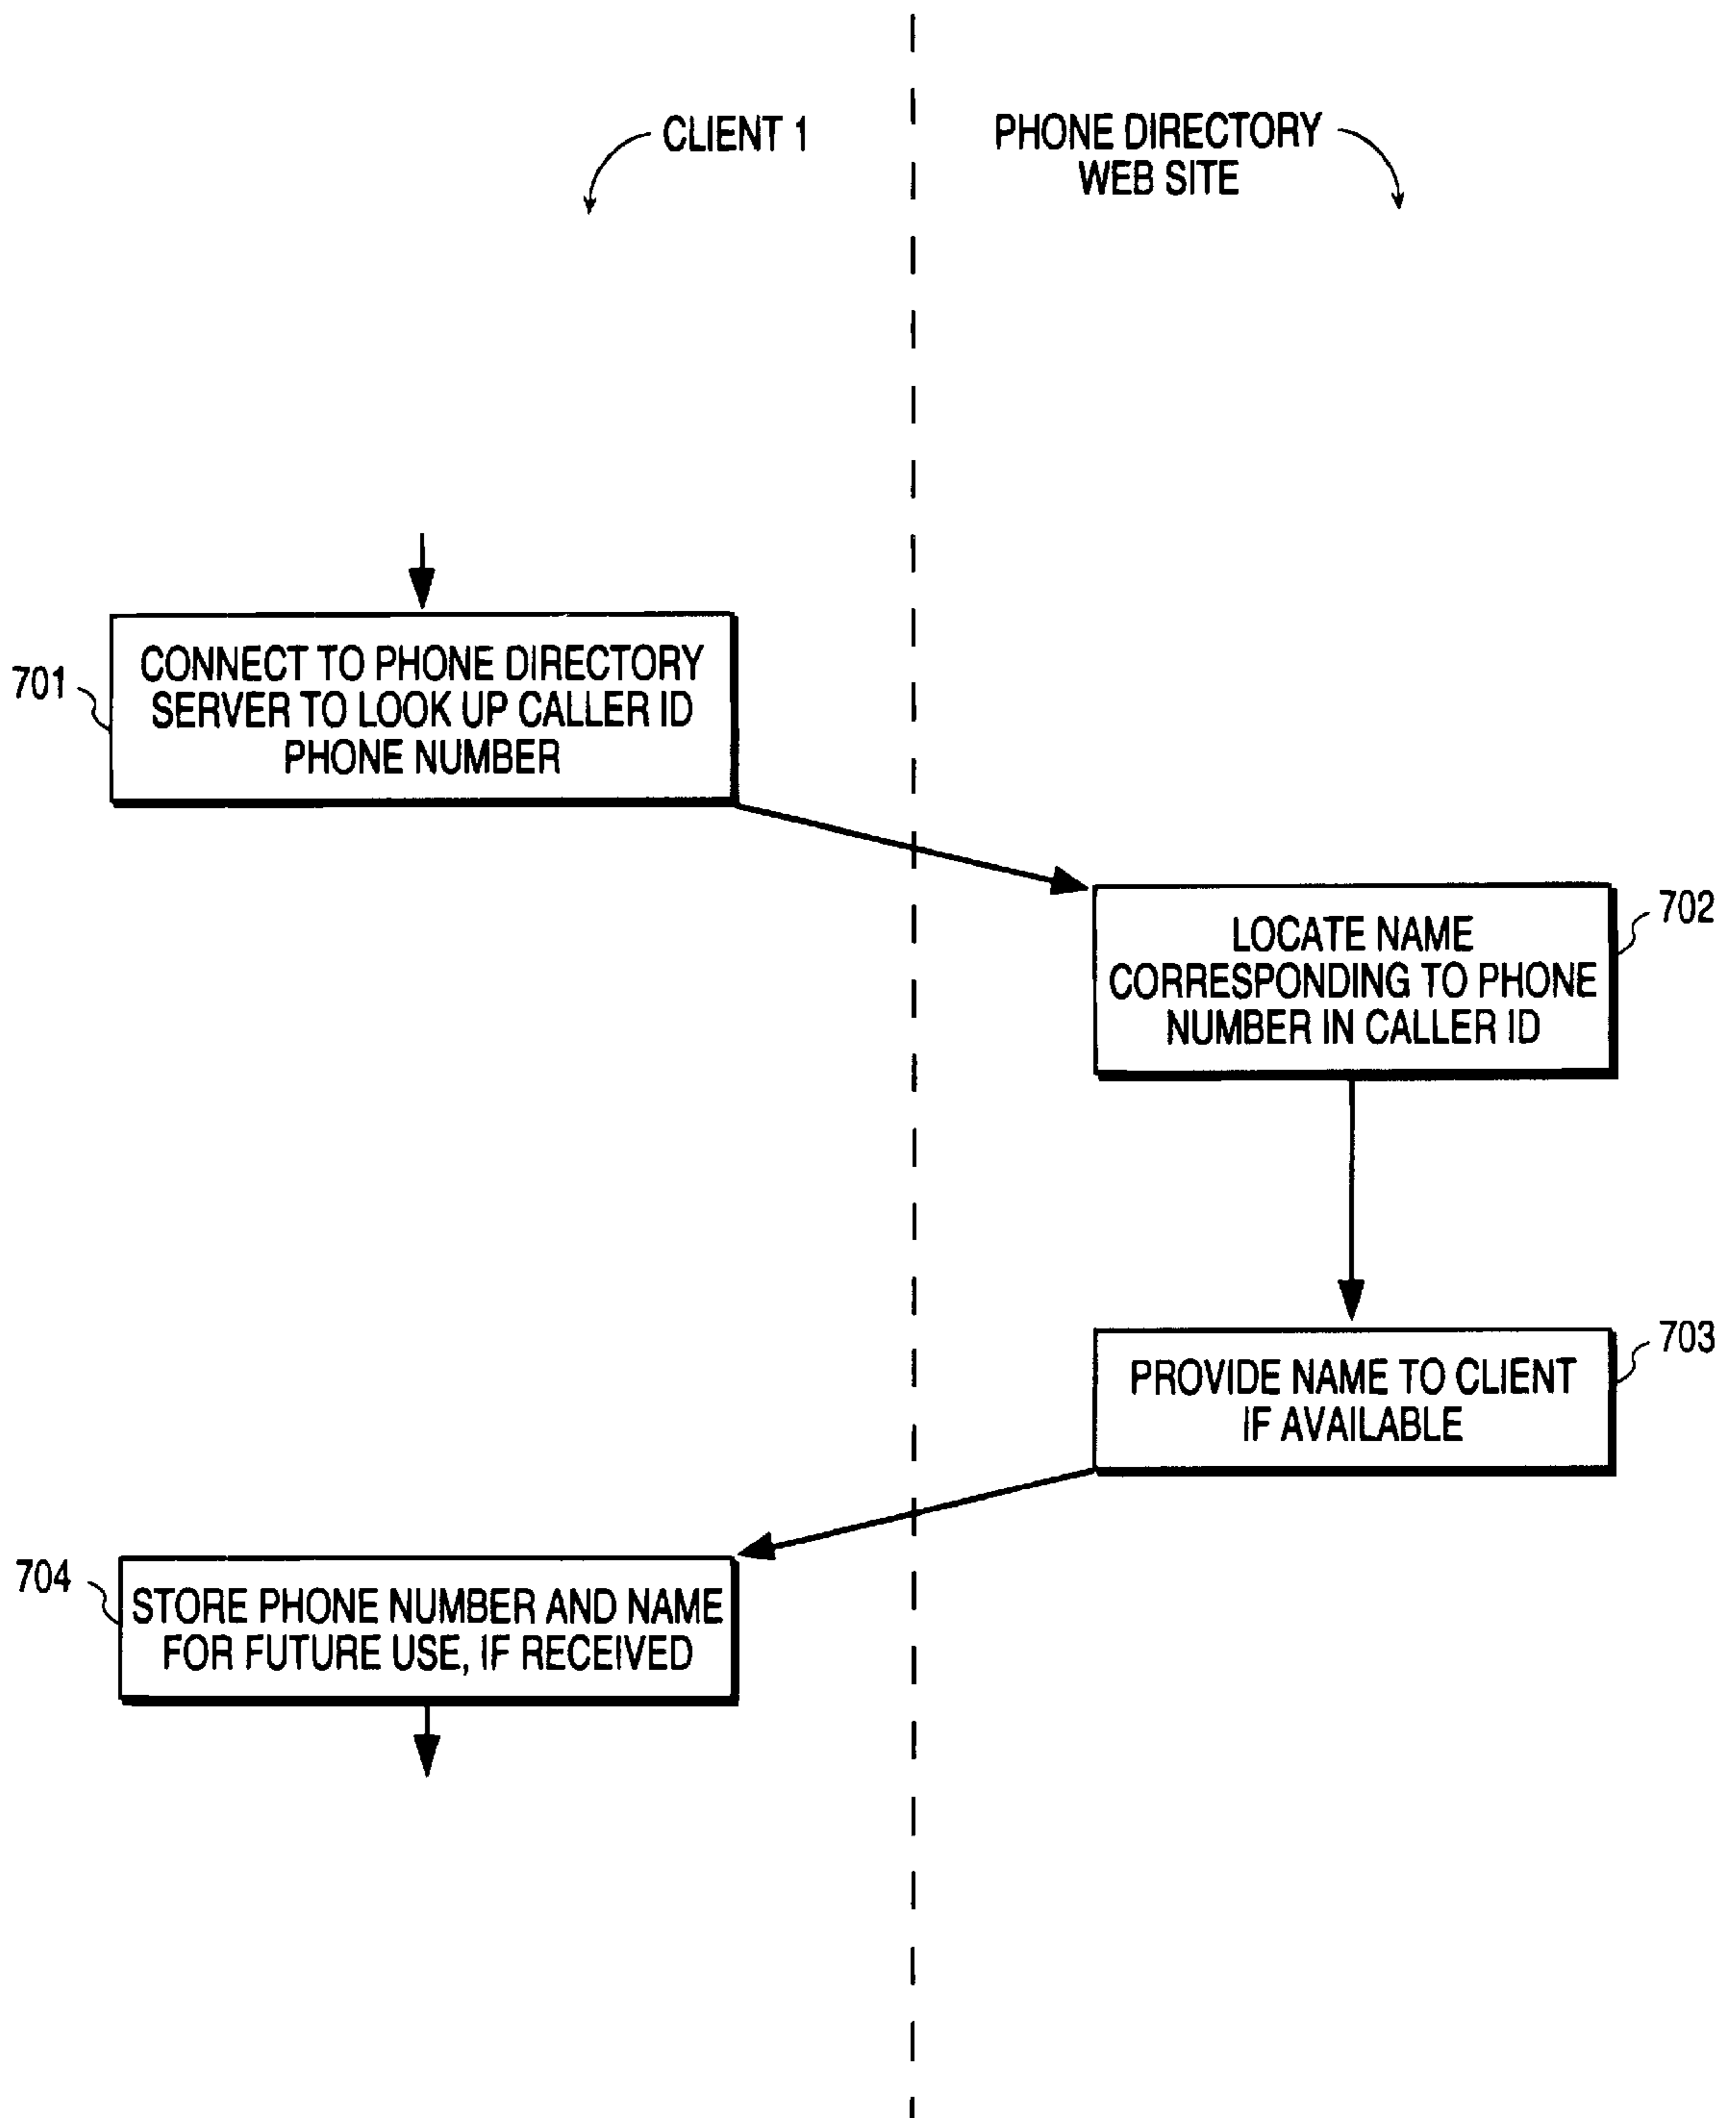 CLIENT 1
PHONE DIRECTORY
WEB SITE
701
CONNECT TO PHONE DIRECTORY
SERVER TO LOOK UP CALLER ID
PHONE NUMBER
702
LOCATE NAME
CORRESPONDING TO PHONE
NUMBER IN CALLER ID
703
PROVIDE NAME TO CLIENT
IF AVAILABLE
704
STORE PHONE NUMBER AND NAME
FOR FUTURE USE, IF RECEIVED